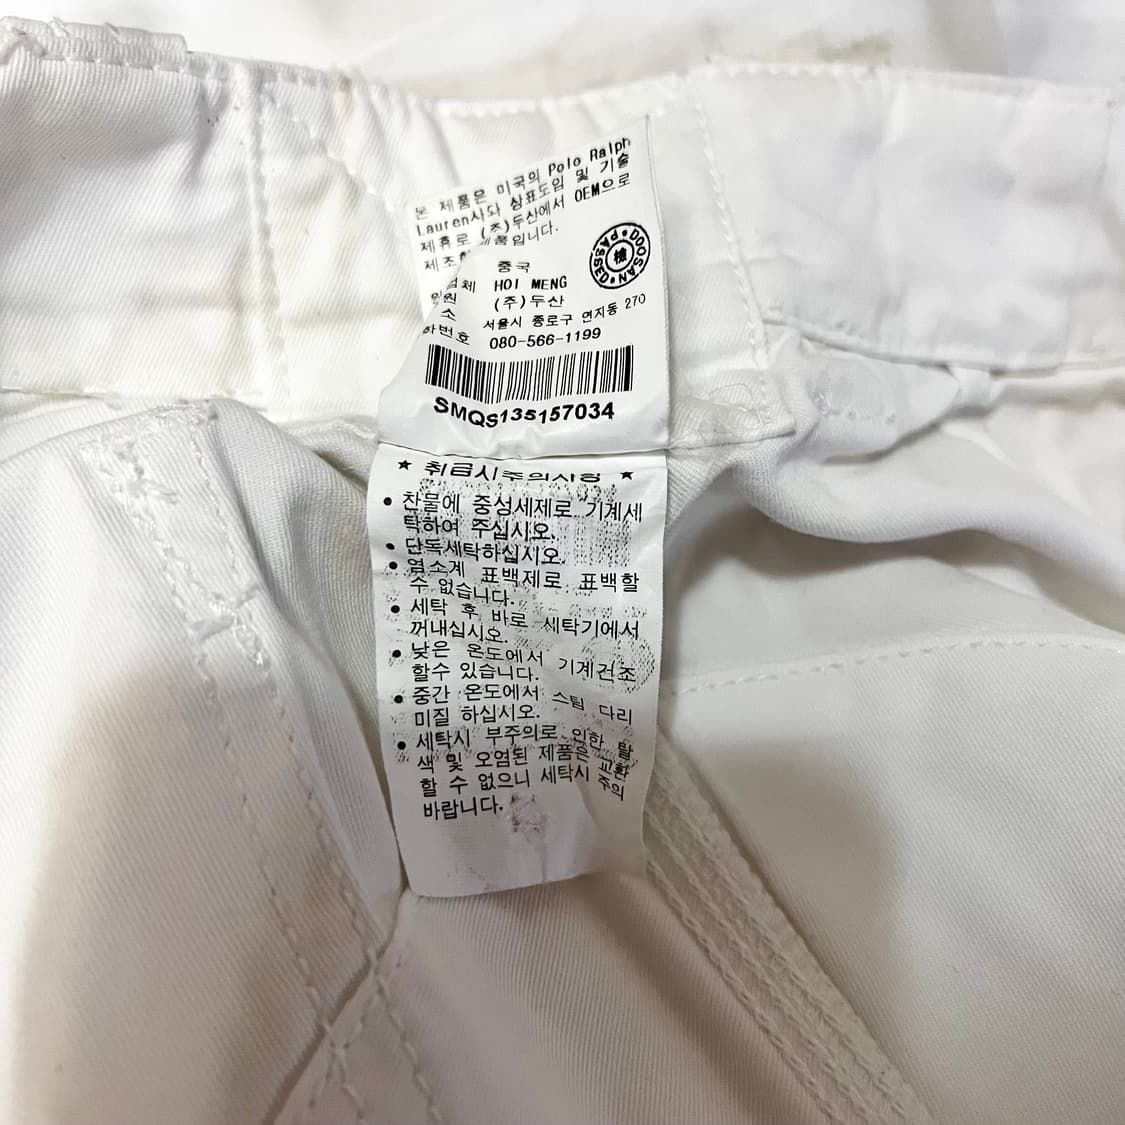 본 제품은 미국의 Polo Ralph
Lauren사와 상표도입 및 기술
제휴로 (주)두산에서 OEM으로
제조한 제품입니다.
DOOSAN PASSED 檢
중국
업체 HOI MENG
원 (주)두산
소 서울시 종로구 연지동 270
화번호 080-566-1199
SMQS135157034
★ 취급시주의사항 ★
• 찬물에 중성세제로 기계세
탁하여 주십시오.
• 단독세탁하십시오.
• 염소계 표백제로 표백할
수 없습니다.
• 세탁 후 바로 세탁기에서
꺼내십시오.
• 낮은 온도에서 기계건조
할수 있습니다.
• 중간 온도에서 스팀 다리
미질 하십시오.
• 세탁시 부주의로 인한 탈
색 및 오염된 제품은 교환
할 수 없으니 세탁시 주의
바랍니다.